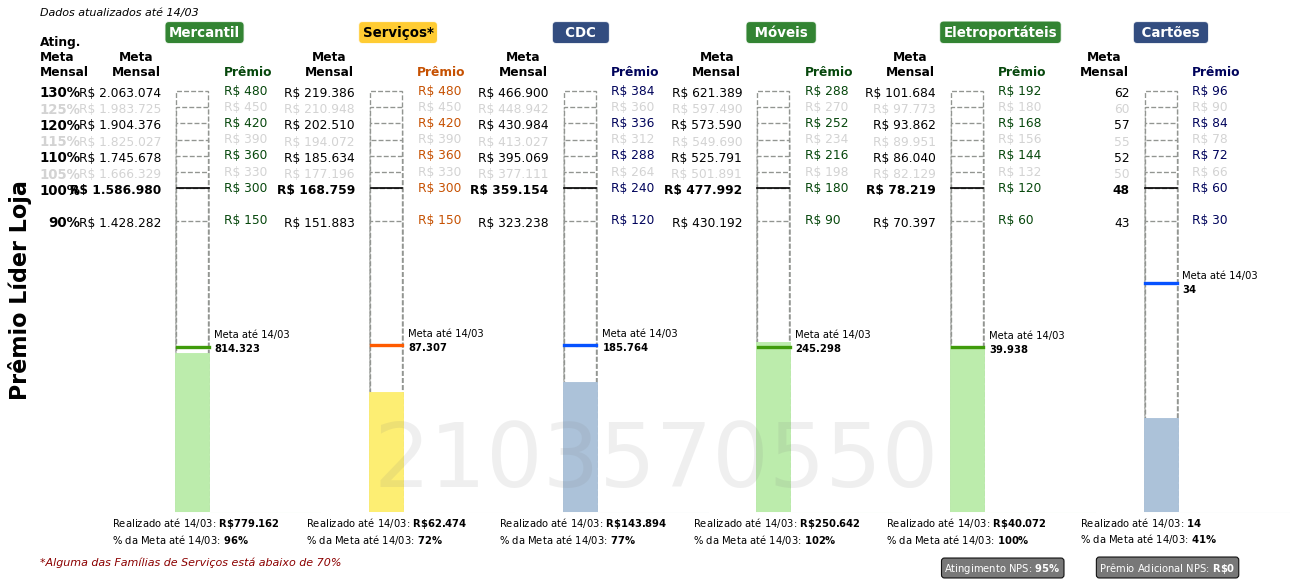 Dados atualizados até 14/03
Mercantil Serviços* CDC Móveis Eletroportáteis Cartões
Ating. Meta Mensal Meta Mensal Prêmio Meta Mensal Prêmio Meta Mensal Prêmio Meta Mensal Prêmio Meta Mensal Prêmio
130% R$ 2.063.074 R$ 480 R$ 219.386 R$ 480 R$ 466.900 R$ 384 R$ 621.389 R$ 288 R$ 101.684 R$ 192 62 R$ 96
125% R$ 1.983.725 R$ 450 R$ 210.948 R$ 450 R$ 448.942 R$ 360 R$ 597.490 R$ 270 R$ 97.773 R$ 180 60 R$ 90
120% R$ 1.904.376 R$ 420 R$ 202.510 R$ 420 R$ 430.984 R$ 336 R$ 573.590 R$ 252 R$ 93.862 R$ 168 57 R$ 84
115% R$ 1.825.027 R$ 390 R$ 194.072 R$ 390 R$ 413.027 R$ 312 R$ 549.690 R$ 234 R$ 89.951 R$ 156 55 R$ 78
110% R$ 1.745.678 R$ 360 R$ 185.634 R$ 360 R$ 395.069 R$ 288 R$ 525.791 R$ 216 R$ 86.040 R$ 144 52 R$ 72
105% R$ 1.666.329 R$ 330 R$ 177.196 R$ 330 R$ 377.111 R$ 264 R$ 501.891 R$ 198 R$ 82.129 R$ 132 50 R$ 66
100% R$ 1.586.980 R$ 300 R$ 168.759 R$ 300 R$ 359.154 R$ 240 R$ 477.992 R$ 180 R$ 78.219 R$ 120 48 R$ 60
90% R$ 1.428.282 R$ 150 R$ 151.883 R$ 150 R$ 323.238 R$ 120 R$ 430.192 R$ 90 R$ 70.397 R$ 60 43 R$ 30
Prêmio Líder Loja
Meta até 14/03
34
Meta até 14/03 Meta até 14/03 Meta até 14/03 Meta até 14/03 Meta até 14/03
814.323 87.307 185.764 245.298 39.938
2103570550
Realizado até 14/03: R$779.162 Realizado até 14/03: R$62.474 Realizado até 14/03: R$143.894 Realizado até 14/03: R$250.642 Realizado até 14/03: R$40.072 Realizado até 14/03: 14
% da Meta até 14/03: 96% % da Meta até 14/03: 72% % da Meta até 14/03: 77% % da Meta até 14/03: 102% % da Meta até 14/03: 100% % da Meta até 14/03: 41%
*Alguma das Famílias de Serviços está abaixo de 70%
Atingimento NPS: 95% Prêmio Adicional NPS: R$0